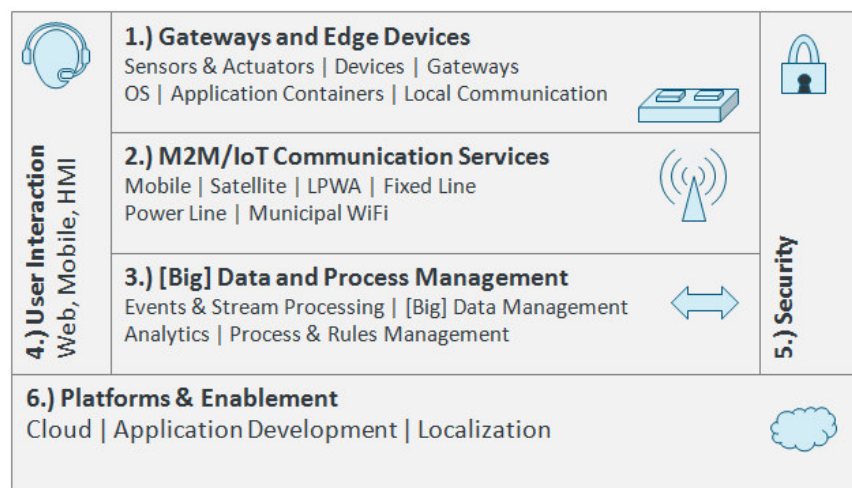 1.) Gateways and Edge Devices
Sensors & Actuators | Devices | Gateways
OS | Application Containers | Local Communication
2.) M2M/IoT Communication Services
Mobile | Satellite | LPWA | Fixed Line
Power Line | Municipal WiFi
3.) [Big] Data and Process Management
Events & Stream Processing | [Big] Data Management
Analytics | Process & Rules Management
4.) User Interaction
Web, Mobile, HMI
5.) Security
6.) Platforms & Enablement
Cloud | Application Development | Localization